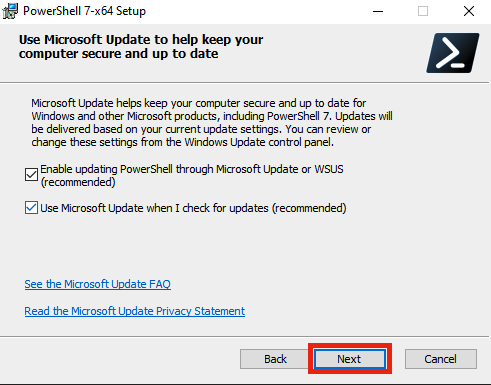 PowerShell 7-x64 Setup
Use Microsoft Update to help keep your
computer secure and up to date
Microsoft Update helps keep your computer secure and up to date for
Windows and other Microsoft products, including PowerShell 7. Updates will
be delivered based on your current update settings. You can review or
change these settings from the Windows Update control panel.
Enable updating PowerShell through Microsoft Update or WSUS
(recommended)
Use Microsoft Update when I check for updates (recommended)
See the Microsoft Update FAQ
Read the Microsoft Update Privacy Statement
Back Next Cancel